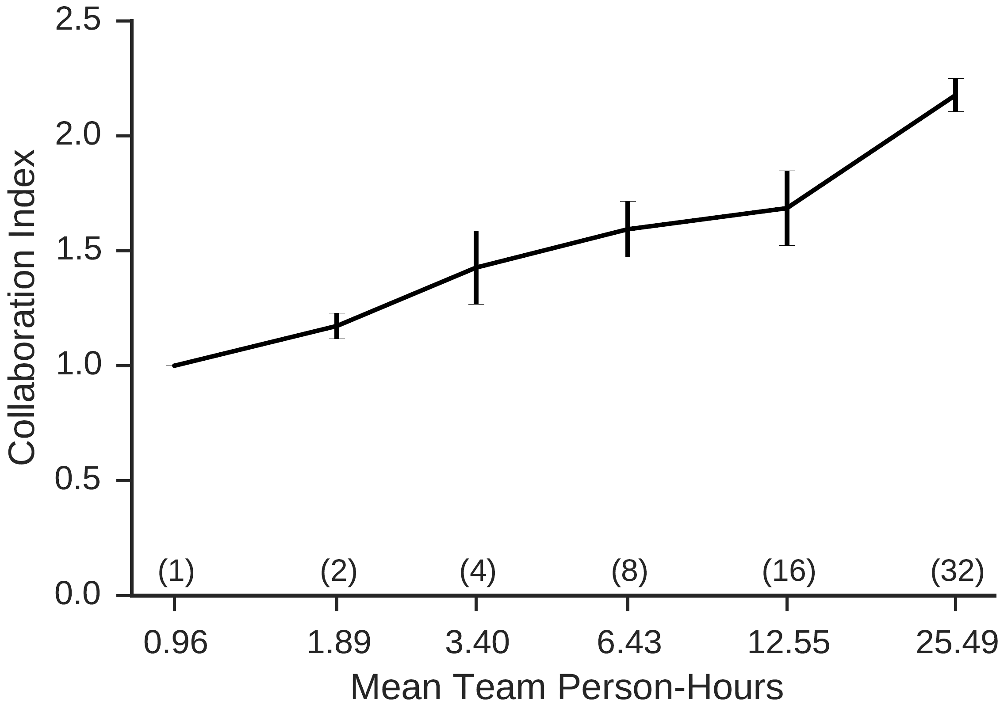 2.5
2.0
1.5
1.0
0.5
0.0
Collaboration Index
(1) (2) (4) (8) (16) (32)
0.96 1.89 3.40 6.43 12.55 25.49
Mean Team Person-Hours